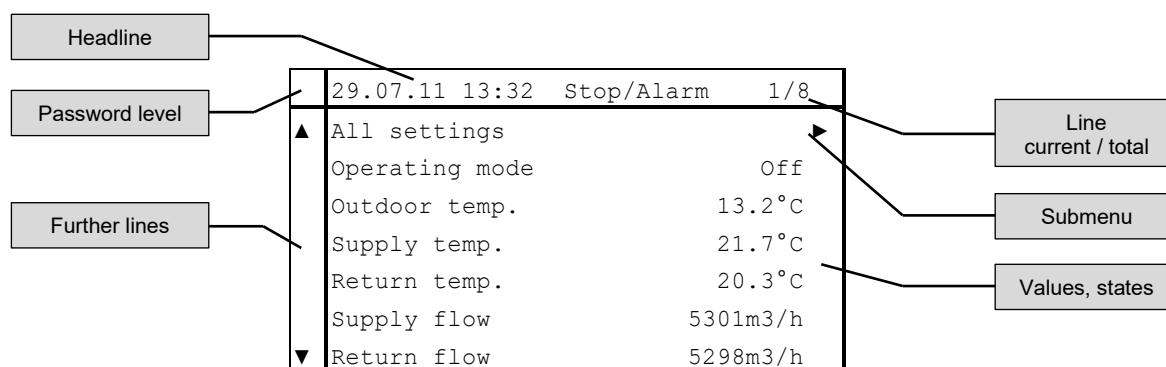 Headline
29.07.11 13:32 Stop/Alarm 1/8
Password level
▲ All settings ►
Line
current / total
Operating mode Off
Outdoor temp. 13.2°C
Submenu
Further lines
Supply temp. 21.7°C
Return temp. 20.3°C
Values, states
Supply flow 5301m3/h
▼ Return flow 5298m3/h